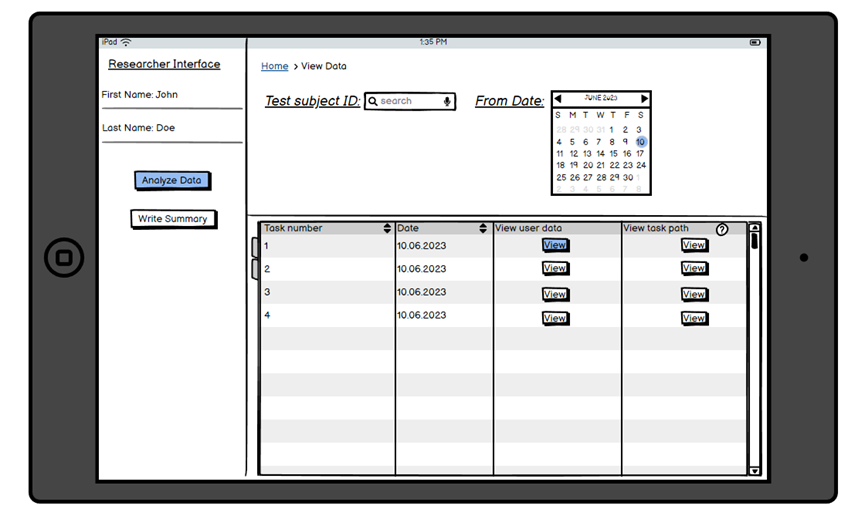 iPad
1:35 PM
Researcher Interface
First Name: John
Last Name: Doe
Analyze Data
Write Summary
Home > View Data
Test subject ID: search
From Date:
JUNE 2023
S M T W T F S
28 29 30 31 1 2 3
4 5 6 7 8 9 10
11 12 13 14 15 16 17
18 19 20 21 22 23 24
25 26 27 28 29 30 1
2 3 4 5 6 7 8
Task number Date View user data View task path ?
1 10.06.2023 View View
2 10.06.2023 View View
3 10.06.2023 View View
4 10.06.2023 View View